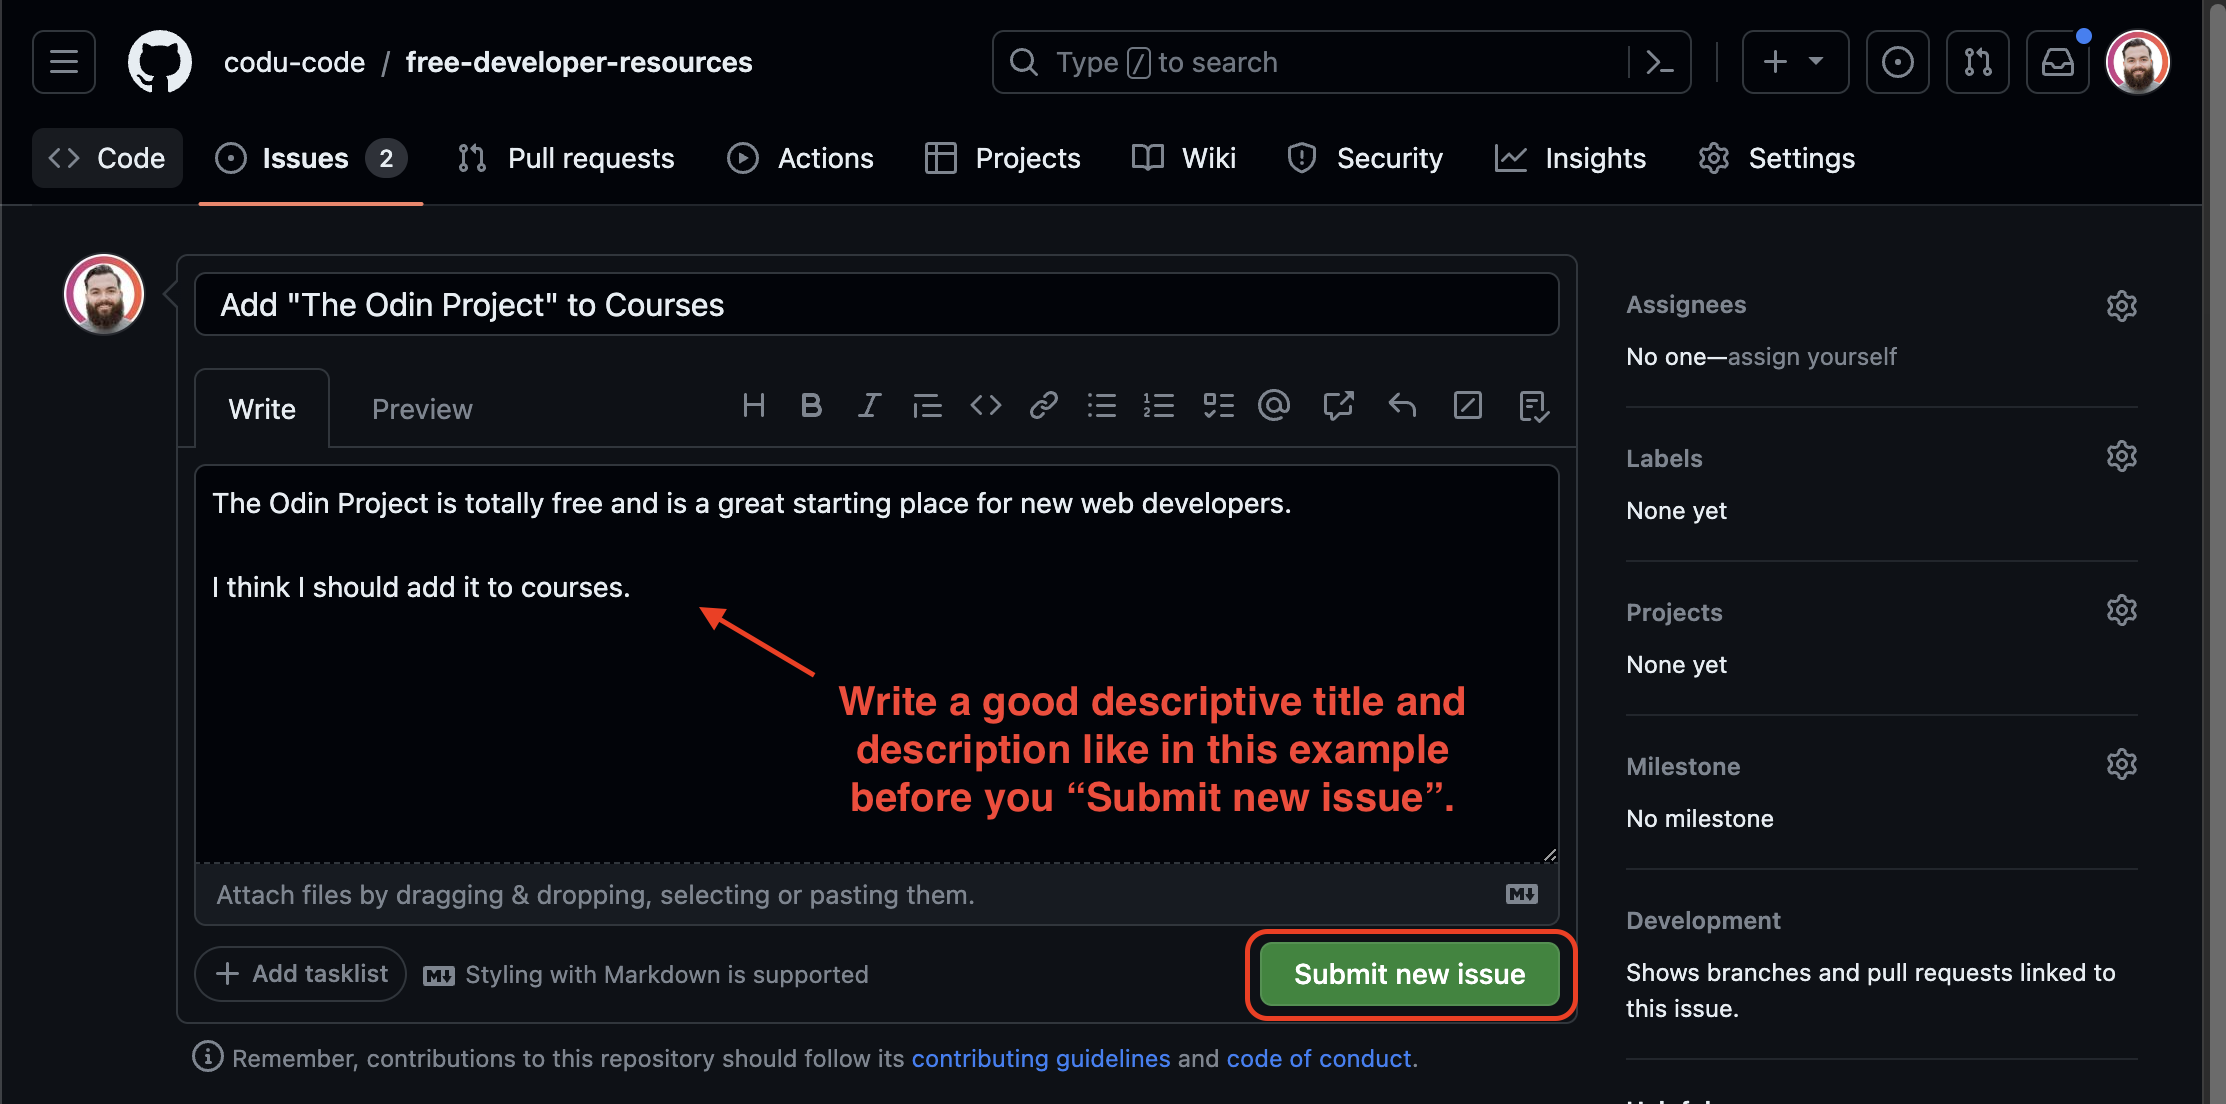 codu-code / free-developer-resources
Type / to search
Code
Issues 2
Pull requests
Actions
Projects
Wiki
Security
Insights
Settings
Add "The Odin Project" to Courses
Write
Preview
The Odin Project is totally free and is a great starting place for new web developers.
I think I should add it to courses.
Write a good descriptive title and
description like in this example
before you “Submit new issue”.
Attach files by dragging & dropping, selecting or pasting them.
Add tasklist
Styling with Markdown is supported
Submit new issue
Remember, contributions to this repository should follow its contributing guidelines and code of conduct.
Assignees
No one—assign yourself
Labels
None yet
Projects
None yet
Milestone
No milestone
Development
Shows branches and pull requests linked to
this issue.